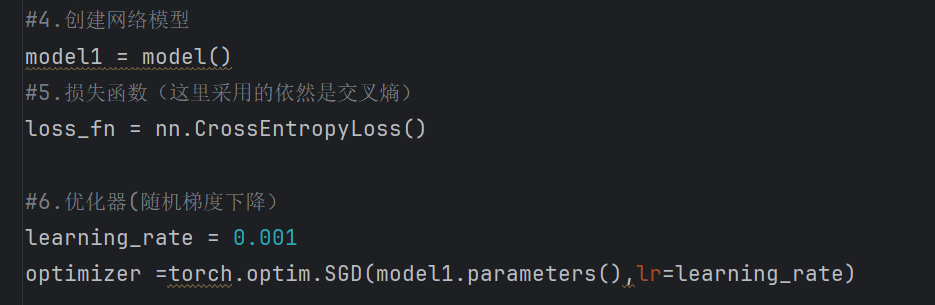 #4.创建网络模型
model1 = model()
#5.损失函数（这里采用的依然是交叉熵）
loss_fn = nn.CrossEntropyLoss()
#6.优化器(随机梯度下降）
learning_rate = 0.001
optimizer =torch.optim.SGD(model1.parameters(),lr=learning_rate)